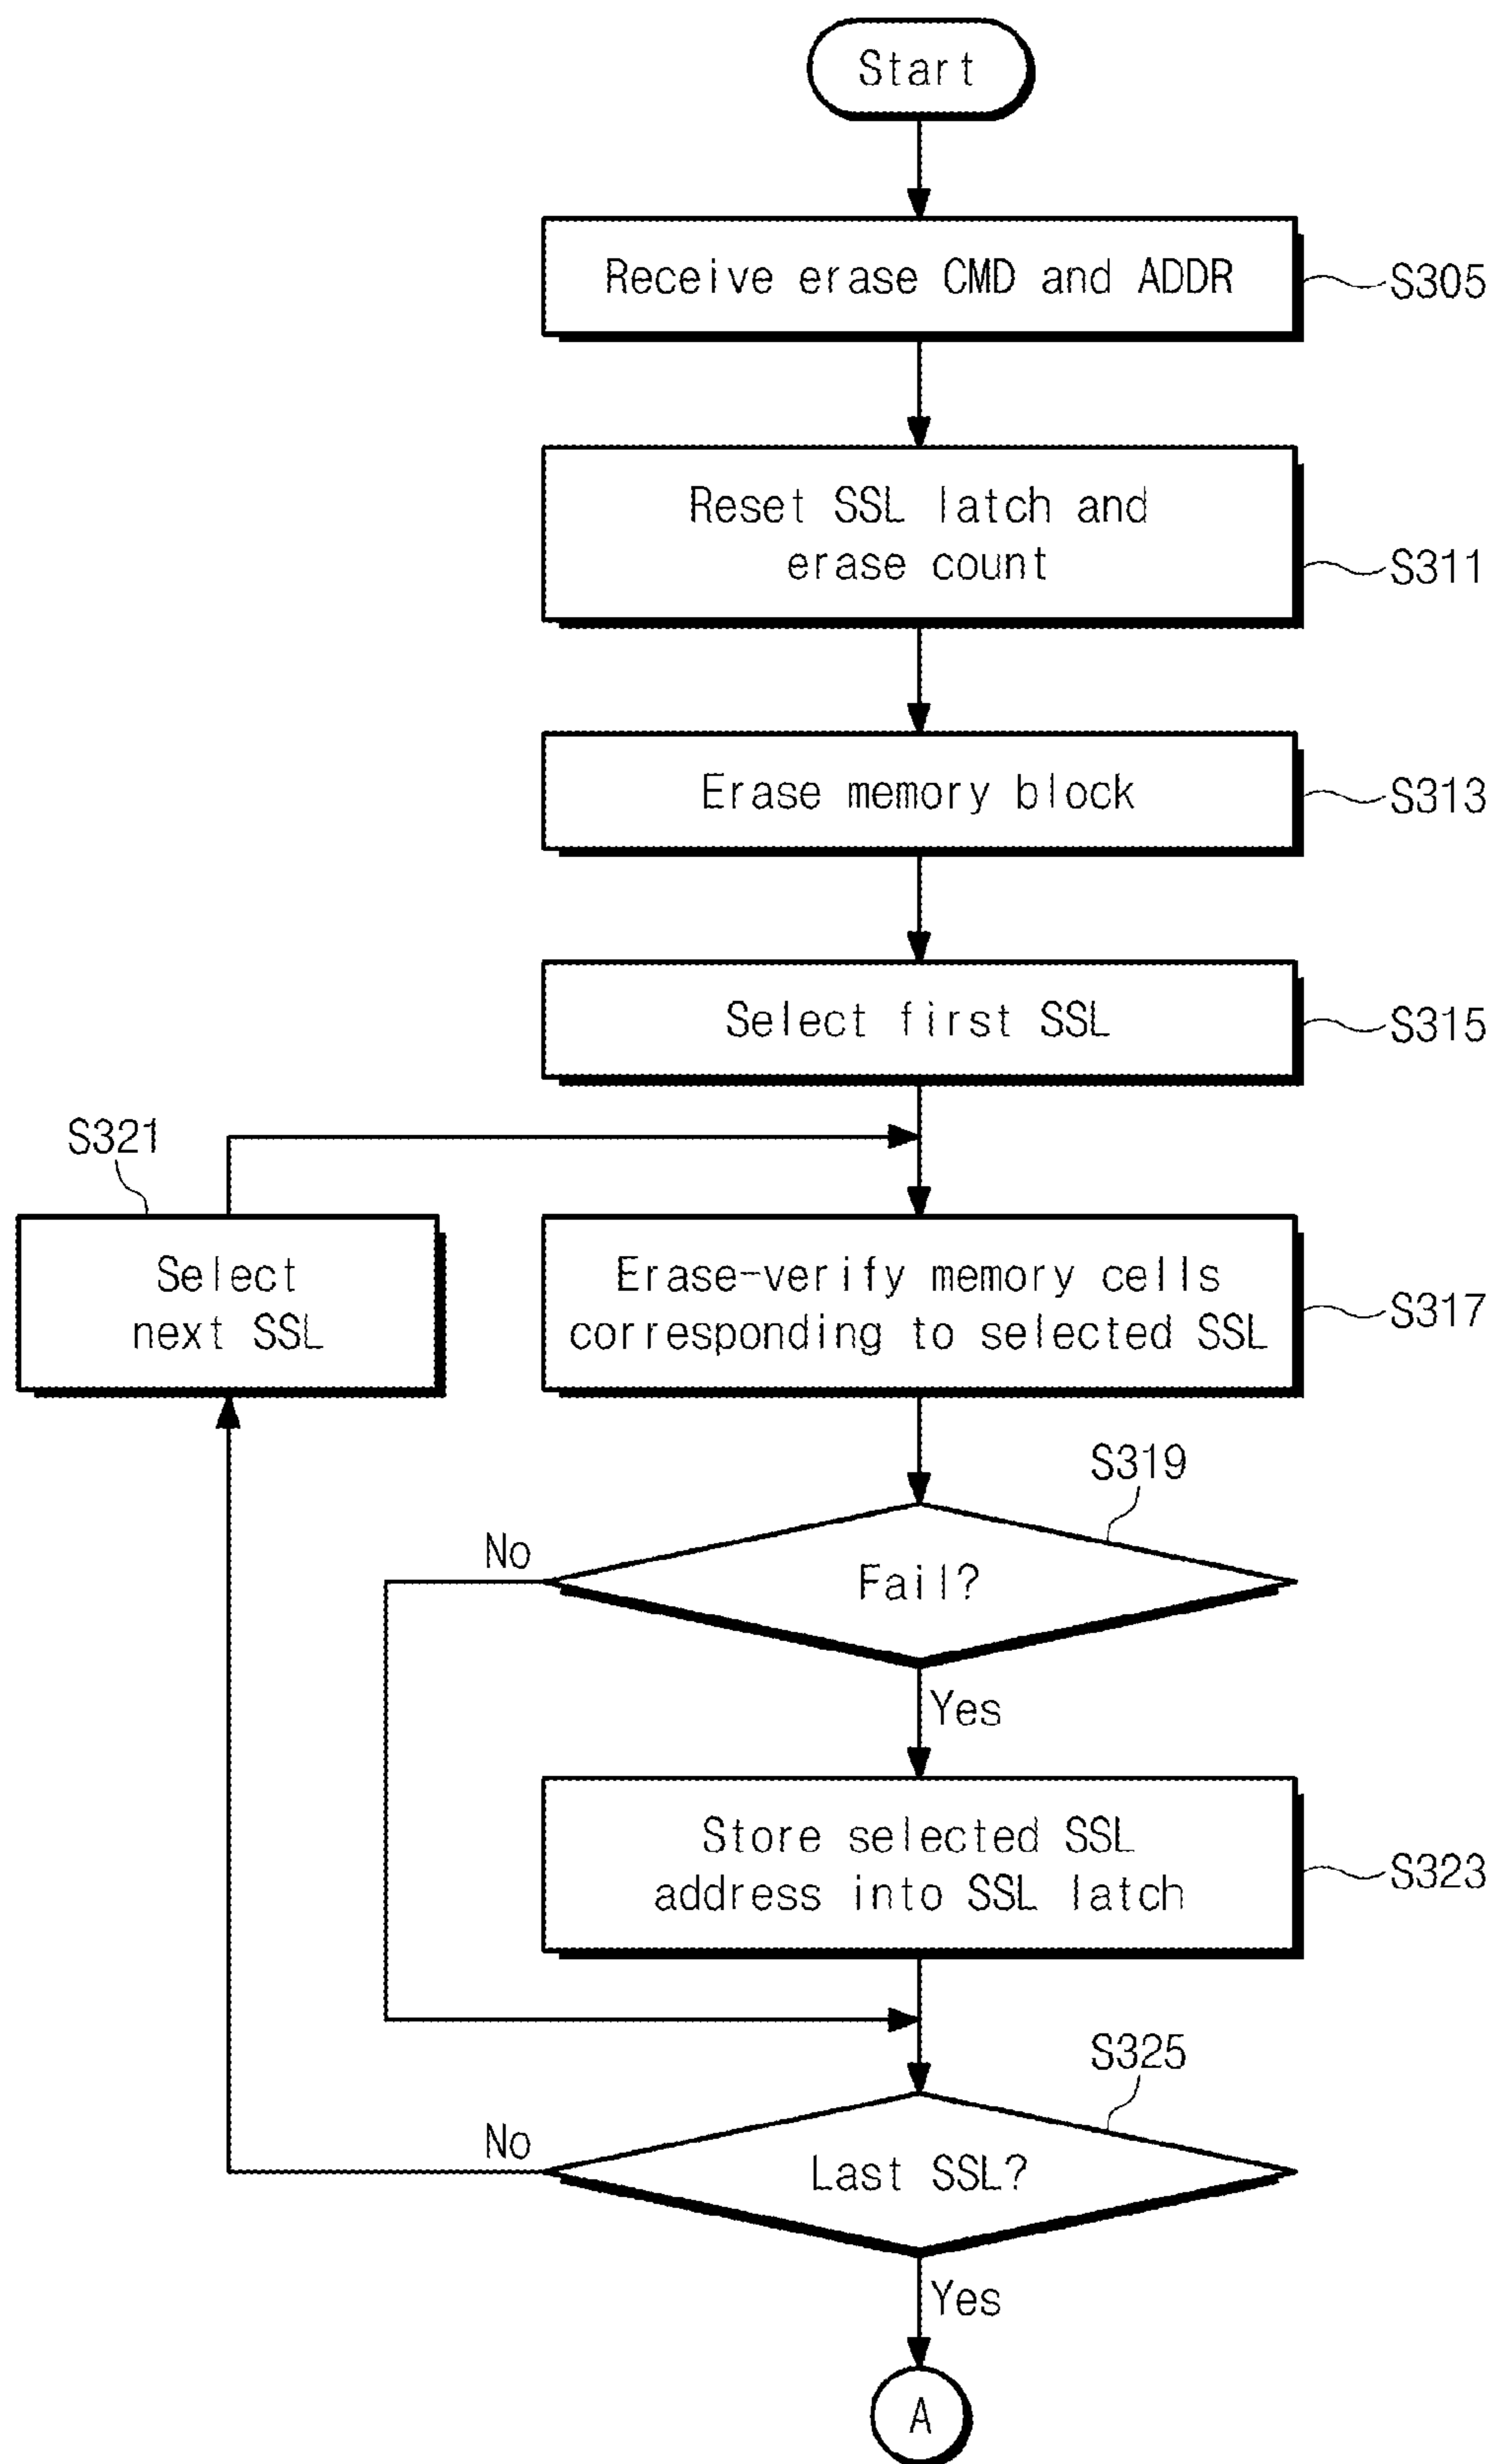 Start
Receive erase CMD and ADDR
S305
Reset SSL latch and
erase count
S311
Erase memory block
S313
Select first SSL
S315
S321
Select
next SSL
Erase-verify memory cells
corresponding to selected SSL
S317
S319
No
Fail?
Yes
Store selected SSL
address into SSL latch
S323
S325
No
Last SSL?
Yes
A